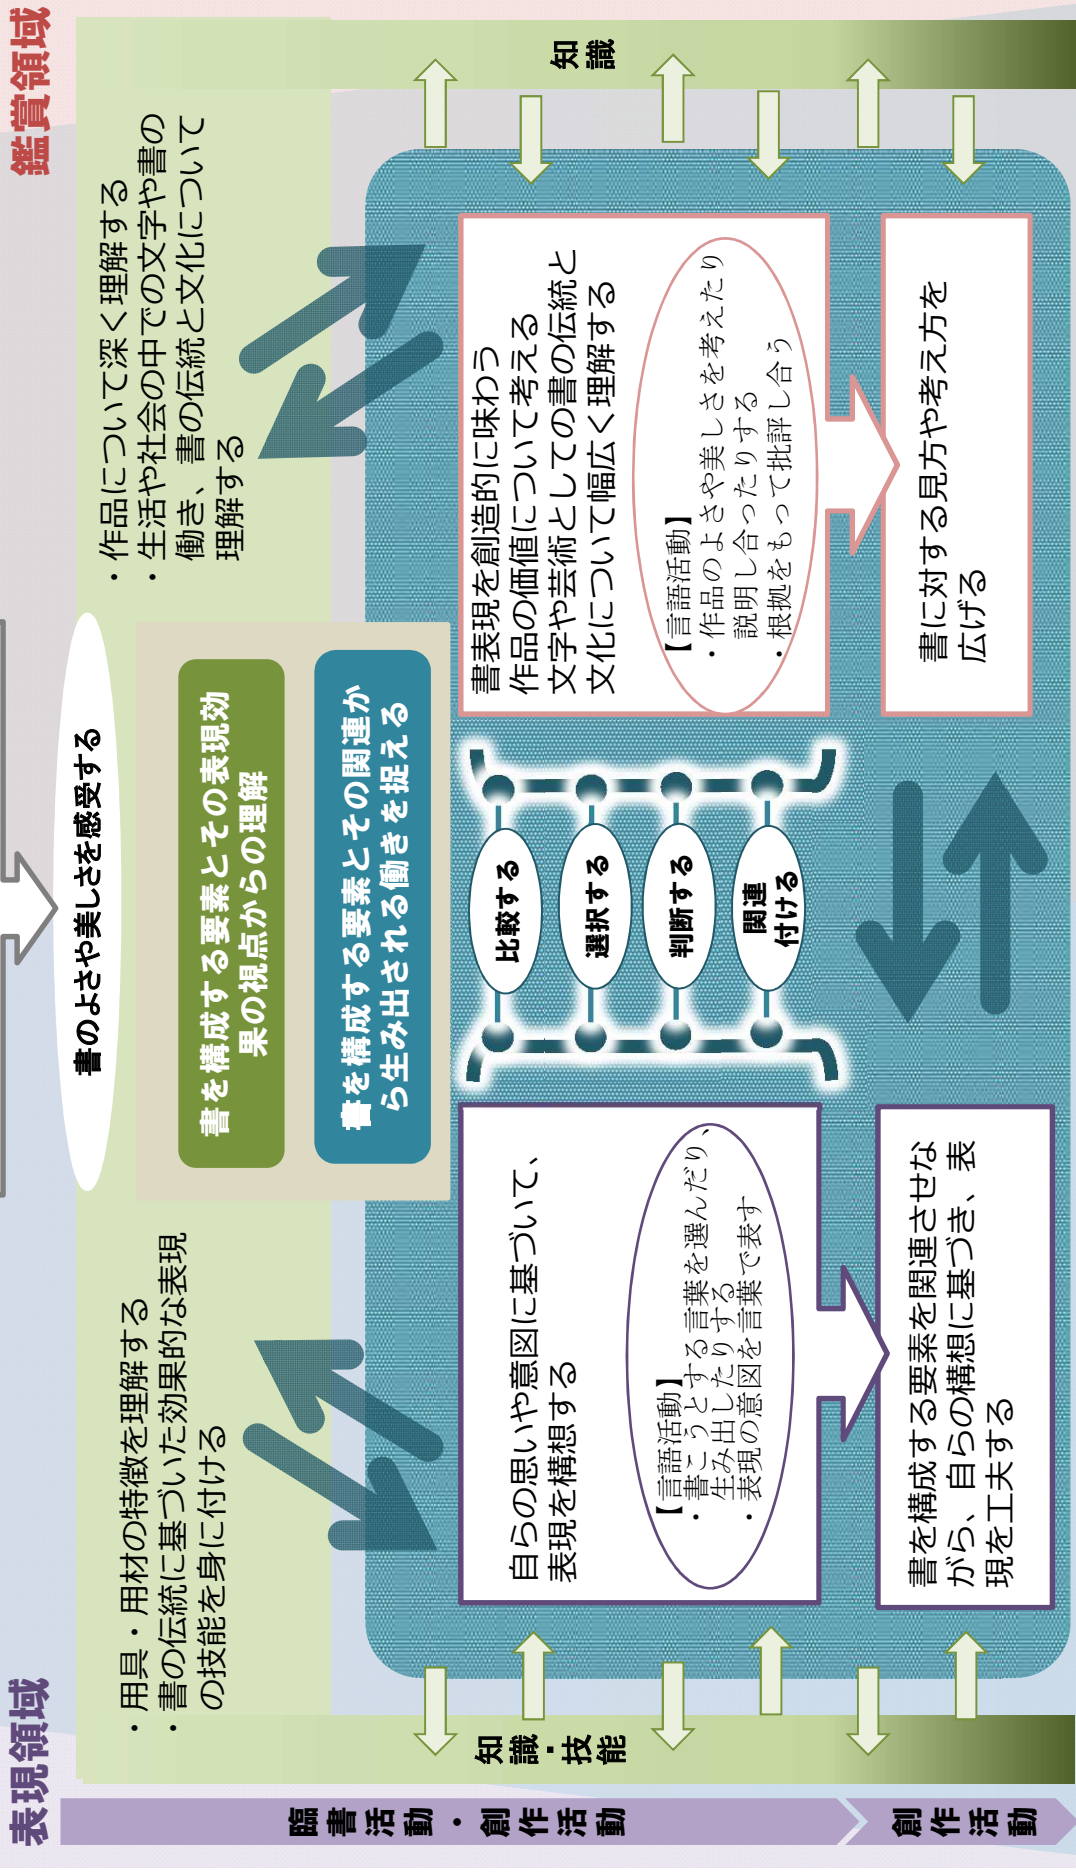 表現領域
鑑賞領域
書のよさや美しさを感受する
・用具・用材の特徴を理解する
・書の伝統に基づいた効果的な表現
の技能を身に付ける
書を構成する要素とその表現効
果の視点からの理解
書を構成する要素とその関連か
ら生み出される働きを捉える
・作品について深く理解する
・生活や社会の中での文字や書の
働き、書の伝統と文化について
理解する
臨書活動・創作活動
創作活動
知識・技能
自らの思いや意図に基づいて、
表現を構想する
【言語活動】
・書こうとする言葉を選んだり、
生み出したりする
・表現の意図を言葉で表す
書を構成する要素を関連させな
がら、自らの構想に基づき、表
現を工夫する
比較する
選択する
判断する
関連
付ける
書表現を創造的に味わう
作品の価値について考える
文字や芸術としての書の伝統と
文化について幅広く理解する
【言語活動】
・作品のよさや美しさを考えたり
説明し合ったりする
・根拠をもって批評し合う
書に対する見方や考え方を
広げる
知識